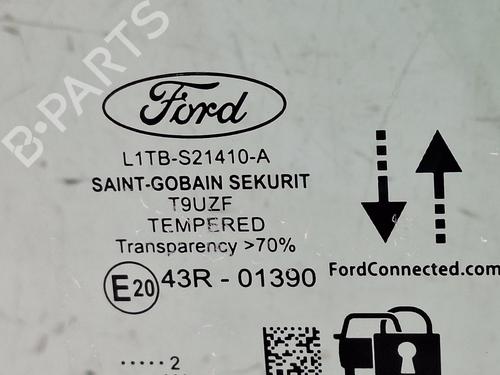 B-PARTS
Ford
L1TB-S21410-A
SAINT-GOBAIN SEKURIT
T9UZF
TEMPERED
Transparency >70%
E20 43R - 01390
FordConnected.com
..... 2